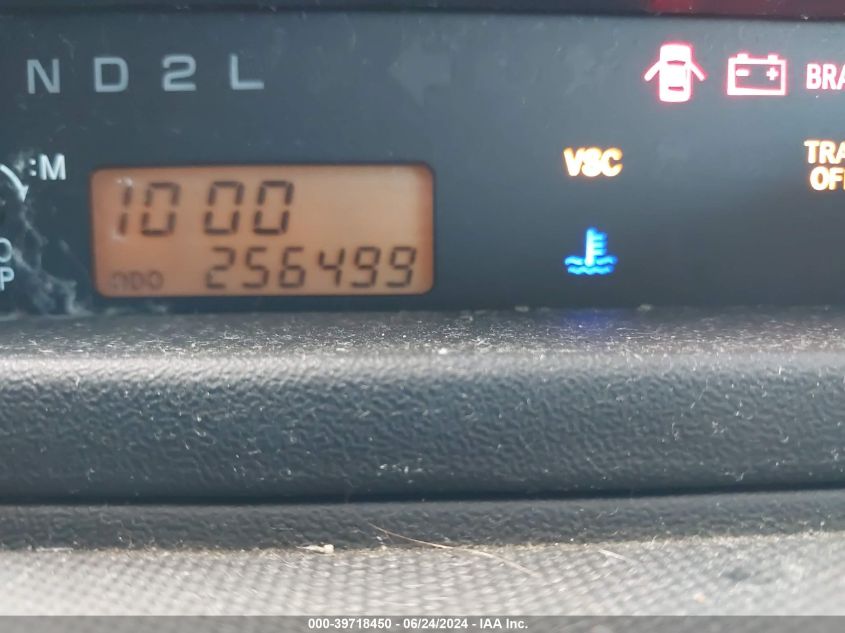 N D 2 L
BRA
:M
VSC
TRA
OFF
10 00
ODO 256499
P
000-39718450 - 06/24/2024 - IAA Inc.